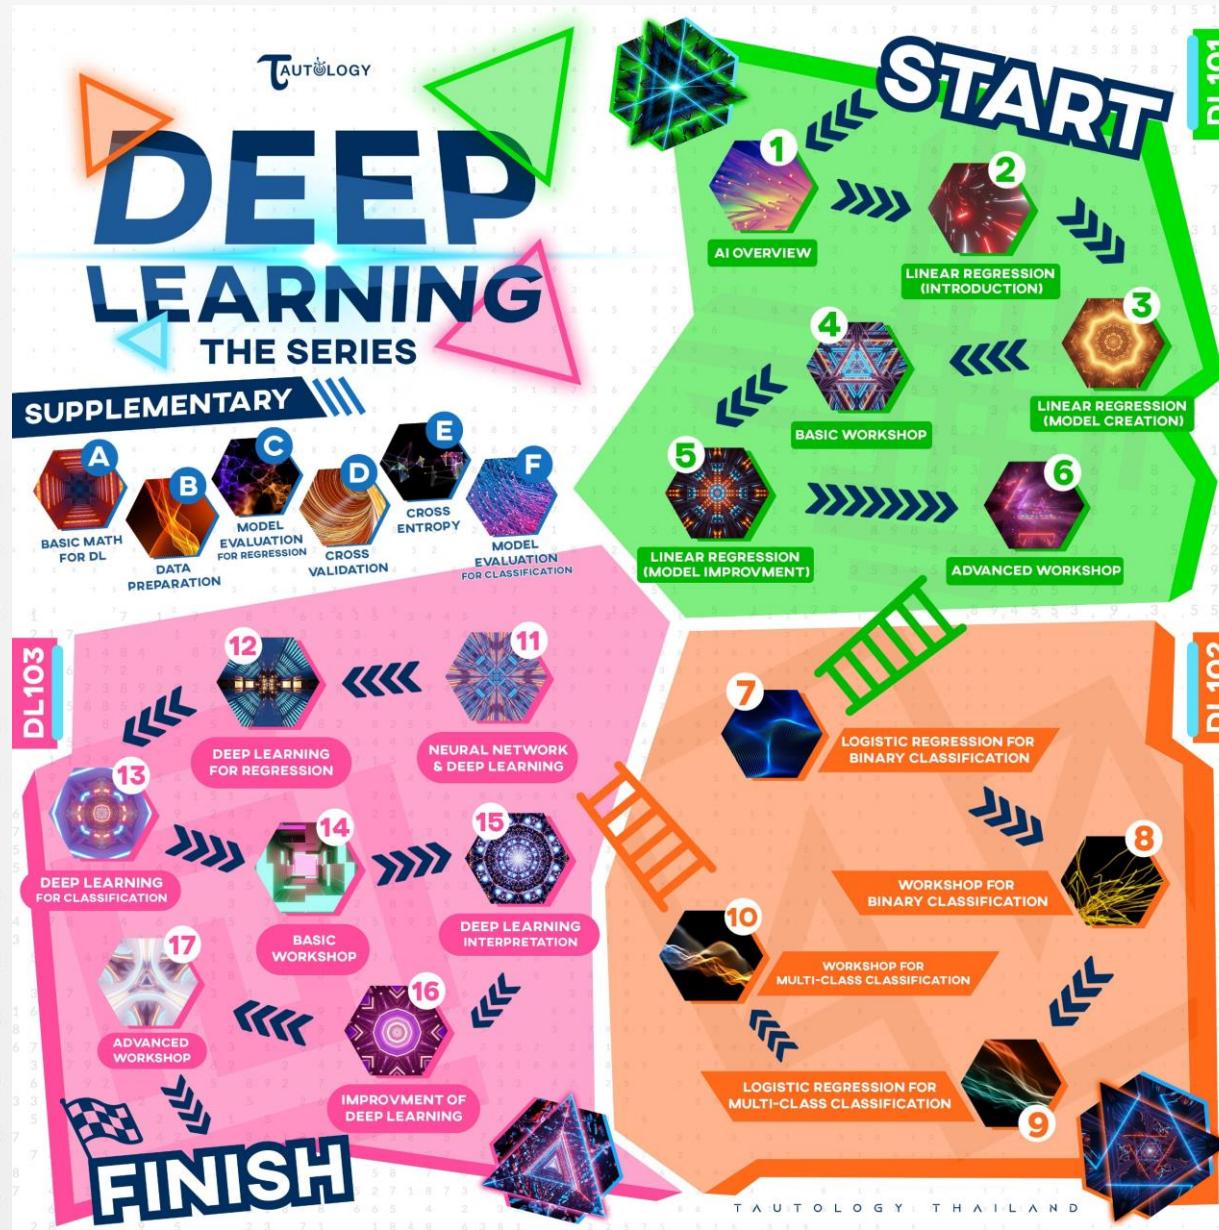 TAUTOLOGY
DEEP
LEARNING
THE SERIES
SUPPLEMENTARY
A
BASIC MATH
FOR DL
B
DATA
PREPARATION
C
MODEL
EVALUATION
FOR REGRESSION
D
CROSS
VALIDATION
E
CROSS
ENTROPY
F
MODEL
EVALUATION
FOR CLASSIFICATION
START
DL101
1
AI OVERVIEW
2
LINEAR REGRESSION
(INTRODUCTION)
3
LINEAR REGRESSION
(MODEL CREATION)
4
BASIC WORKSHOP
5
LINEAR REGRESSION
(MODEL IMPROVMENT)
6
ADVANCED WORKSHOP
DL102
7
LOGISTIC REGRESSION FOR
BINARY CLASSIFICATION
8
WORKSHOP FOR
BINARY CLASSIFICATION
9
LOGISTIC REGRESSION FOR
MULTI-CLASS CLASSIFICATION
10
WORKSHOP FOR
MULTI-CLASS CLASSIFICATION
DL103
11
NEURAL NETWORK
& DEEP LEARNING
12
DEEP LEARNING
FOR REGRESSION
13
DEEP LEARNING
FOR CLASSIFICATION
14
BASIC
WORKSHOP
15
DEEP LEARNING
INTERPRETATION
16
IMPROVMENT OF
DEEP LEARNING
17
ADVANCED
WORKSHOP
FINISH
TAUTOLOGY THAILAND